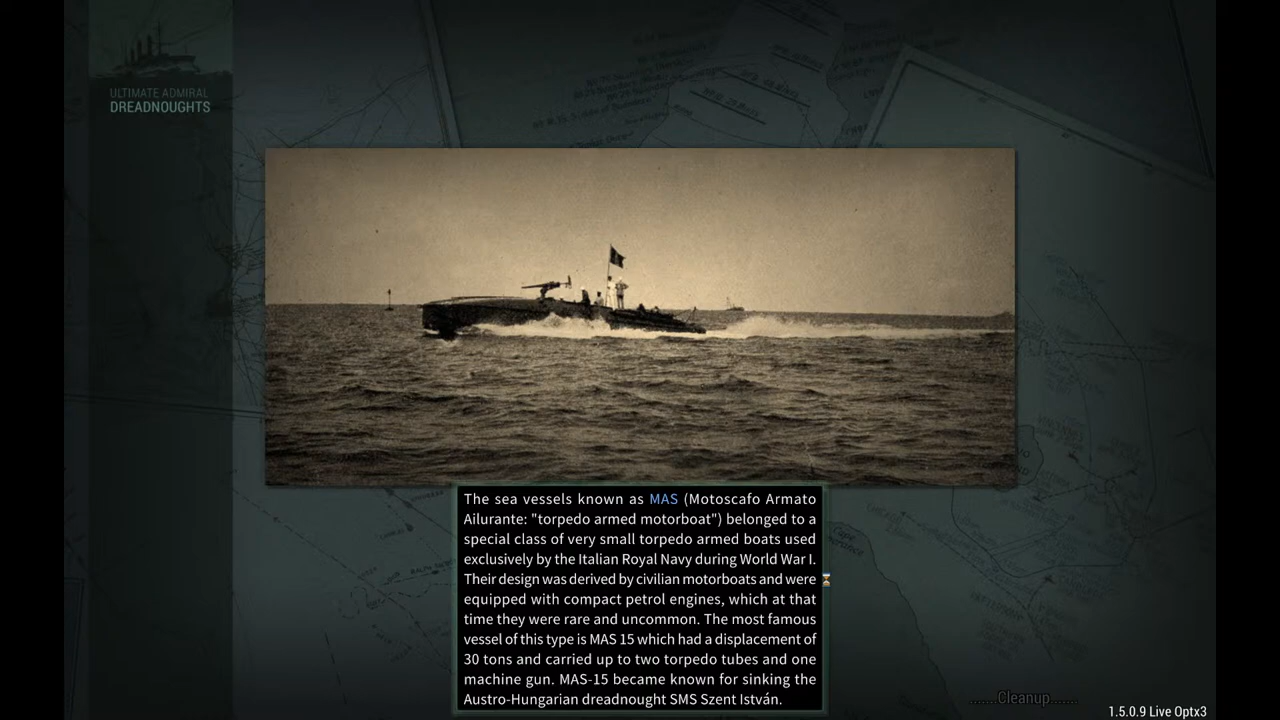 ULTIMATE ADMIRAL
DREADNOUGHTS
The sea vessels known as MAS (Motoscafo Armato
Ailurante: "torpedo armed motorboat") belonged to a
special class of very small torpedo armed boats used
exclusively by the Italian Royal Navy during World War I.
Their design was derived by civilian motorboats and were
equipped with compact petrol engines, which at that
time they were rare and uncommon. The most famous
vessel of this type is MAS 15 which had a displacement of
30 tons and carried up to two torpedo tubes and one
machine gun. MAS-15 became known for sinking the
Austro-Hungarian dreadnought SMS Szent István.
.......Cleanup.......
1.5.0.9 Live Optx3